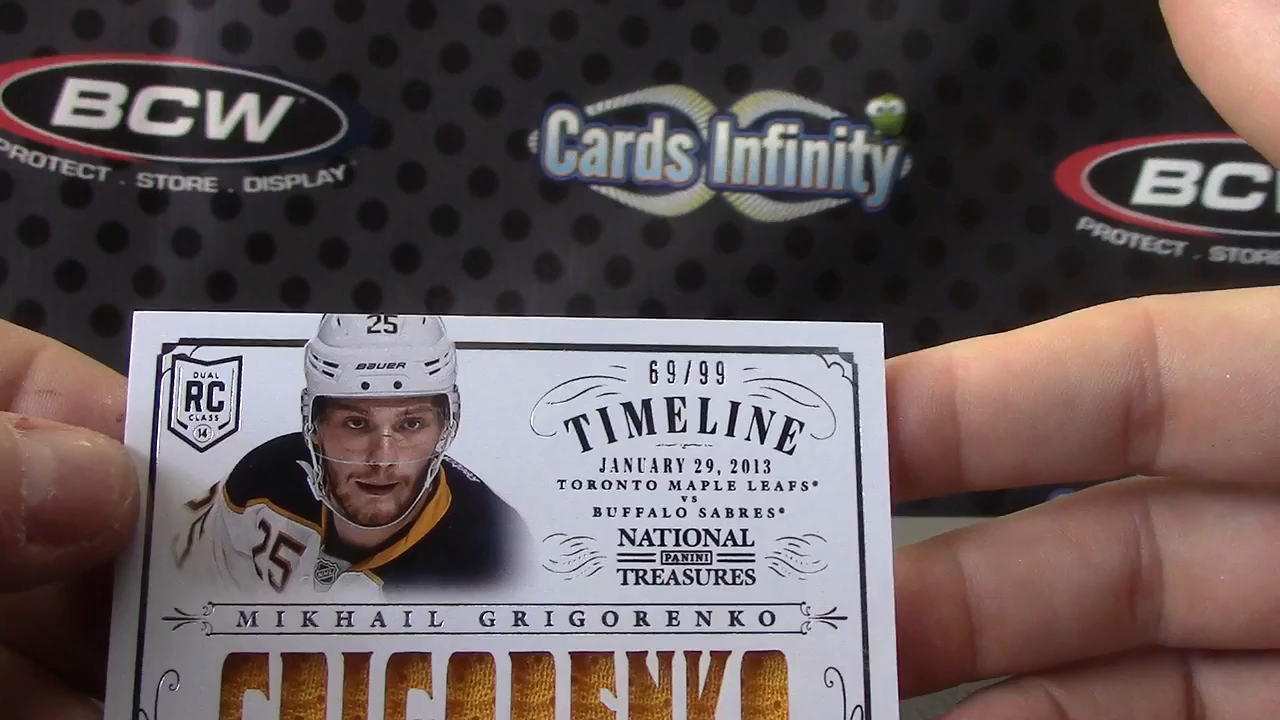 BCW
PROTECT . STORE . DISPLAY
Cards Infinity
BCW
PROTECT . STORE
25
BAUER
DUAL
RC
CLASS
14
25
69/99
TIMELINE
JANUARY 29, 2013
TORONTO MAPLE LEAFS®
VS
BUFFALO SABRES®
NATIONAL
PANINI
TREASURES
MIKHAIL GRIGORENKO
GRIGORENKO